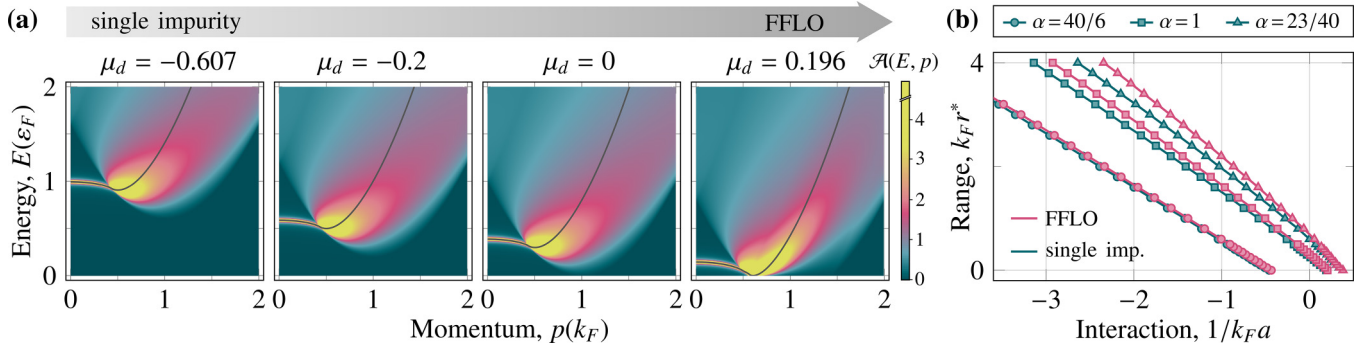 (a) single impurity FFLO
μ_d = −0.607 μ_d = −0.2 μ_d = 0 μ_d = 0.196 𝒜(E, p)
Energy, E(ε_F)
2
1
0
0 1 2 0 1 2 0 1 2 0 1 2
4
3
2
1
0
Momentum, p(k_F)
(b) α=40/6 α=1 α=23/40
Range, k_F r*
4
0
FFLO
single imp.
−3 −2 −1 0
Interaction, 1/k_F a